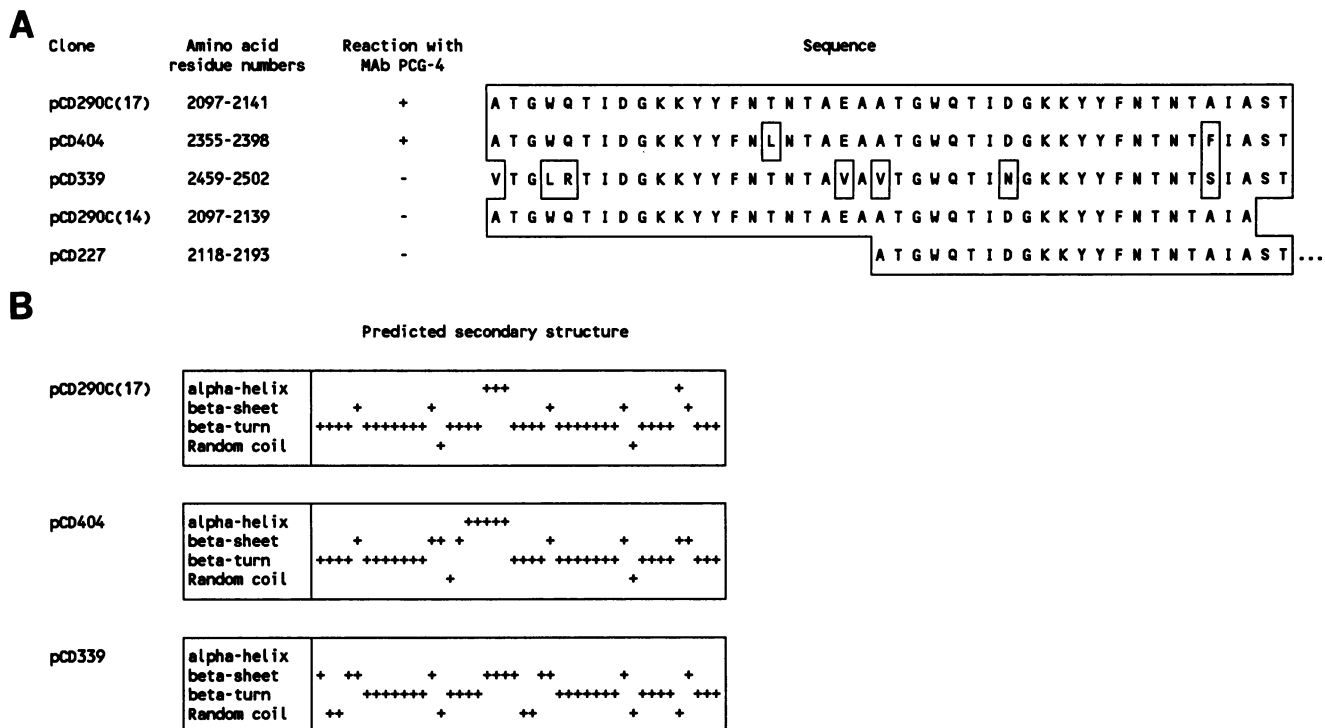 A
Clone Amino acid residue numbers Reaction with MAb PCG-4 Sequence
pCD290C(17) 2097-2141 + A T G W Q T I D G K K Y Y F N T N T A E A A T G W Q T I D G K K Y Y F N T N T A I A S T
pCD404 2355-2398 + A T G W Q T I D G K K Y Y F N L N T A E A A T G W Q T I D G K K Y Y F N T N T F I A S T
pCD339 2459-2502 - V T G L R T I D G K K Y Y F N T N T A V A V T G W Q T I N G K K Y Y F N T N T S I A S T
pCD290C(14) 2097-2139 - A T G W Q T I D G K K Y Y F N T N T A E A A T G W Q T I D G K K Y Y F N T N T A I A
pCD227 2118-2193 - A T G W Q T I D G K K Y Y F N T N T A I A S T ...
B
Predicted secondary structure
pCD290C(17) alpha-helix +++ +
beta-sheet + + + + +
beta-turn ++++ +++++++ ++++ ++++ +++++++ ++++ +++
Random coil + +
pCD404 alpha-helix +++++
beta-sheet + ++ + + + ++
beta-turn ++++ +++++++ ++++ +++++++ ++++ +++
Random coil + +
pCD339 alpha-helix
beta-sheet + ++ + ++++ ++ + +
beta-turn +++++++ ++++ +++++++ ++++ +++
Random coil ++ + ++ + +